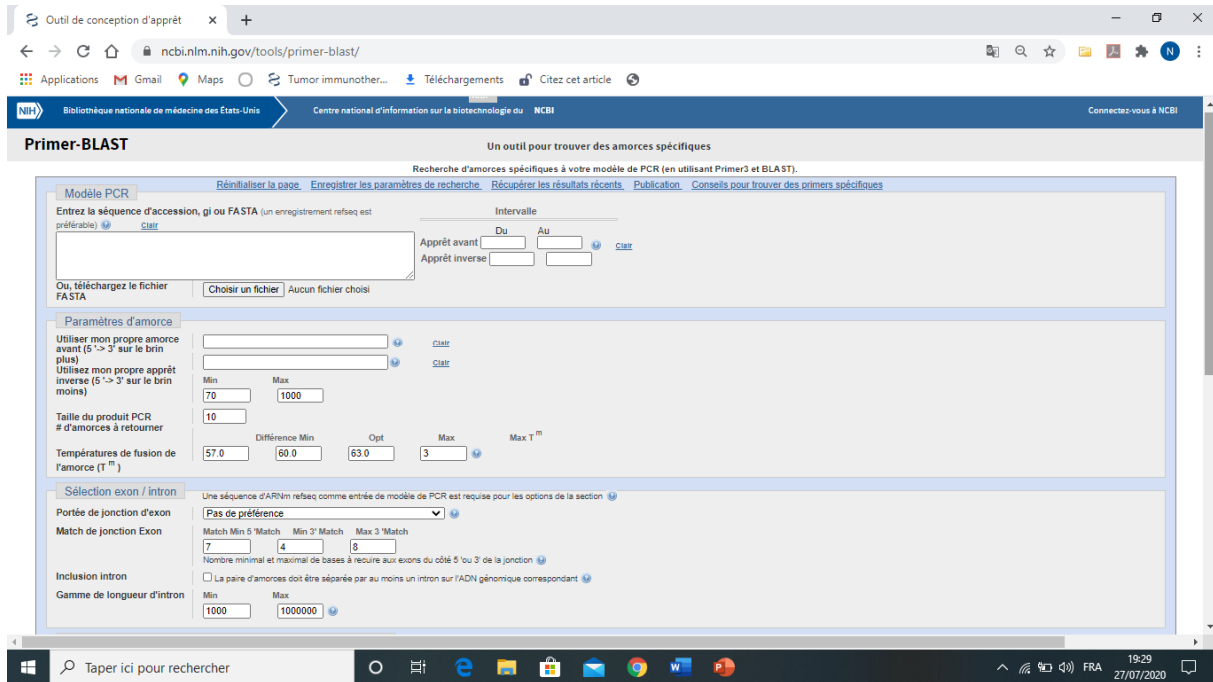 Outil de conception d'apprêt
ncbi.nlm.nih.gov/tools/primer-blast/
N
Applications Gmail Maps Tumor immunother... Téléchargements Citez cet article
NIH Bibliothèque nationale de médecine des États-Unis Centre national d'information sur la biotechnologie du NCBI Connectez-vous à NCBI
Primer-BLAST Un outil pour trouver des amorces spécifiques
Recherche d'amorces spécifiques à votre modèle de PCR (en utilisant Primer3 et BLAST).
Réinitialiser la page Enregistrer les paramètres de recherche Récupérer les résultats récents Publication Conseils pour trouver des primers spécifiques
Modèle PCR
Entrez la séquence d'accession, gi ou FASTA (un enregistrement refseq est Intervalle
préférable) Clair
Du Au
Apprêt avant Clair
Apprêt inverse
Ou, téléchargez le fichier
FASTA Choisir un fichier Aucun fichier choisi
Paramètres d'amorce
Utiliser mon propre amorce
avant (5 '-> 3' sur le brin Clair
plus)
Utilisez mon propre apprêt Clair
inverse (5 '-> 3' sur le brin Min Max
moins) 70 1000
Taille du produit PCR 10
# d'amorces à retourner
Différence Min Opt Max Max T m
Températures de fusion de 57.0 60.0 63.0 3
l'amorce (T m )
Sélection exon / intron Une séquence d'ARNm refseq comme entrée de modèle de PCR est requise pour les options de la section
Portée de jonction d'exon Pas de préférence
Match de jonction Exon Match Min 5 'Match Min 3' Match Max 3 'Match
7 4 8
Nombre minimal et maximal de bases à recuire aux exons du côté 5 'ou 3' de la jonction
Inclusion intron La paire d'amorces doit être séparée par au moins un intron sur l'ADN génomique correspondant
Gamme de longueur d'intron Min Max
1000 1000000
Taper ici pour rechercher FRA 19:29
27/07/2020